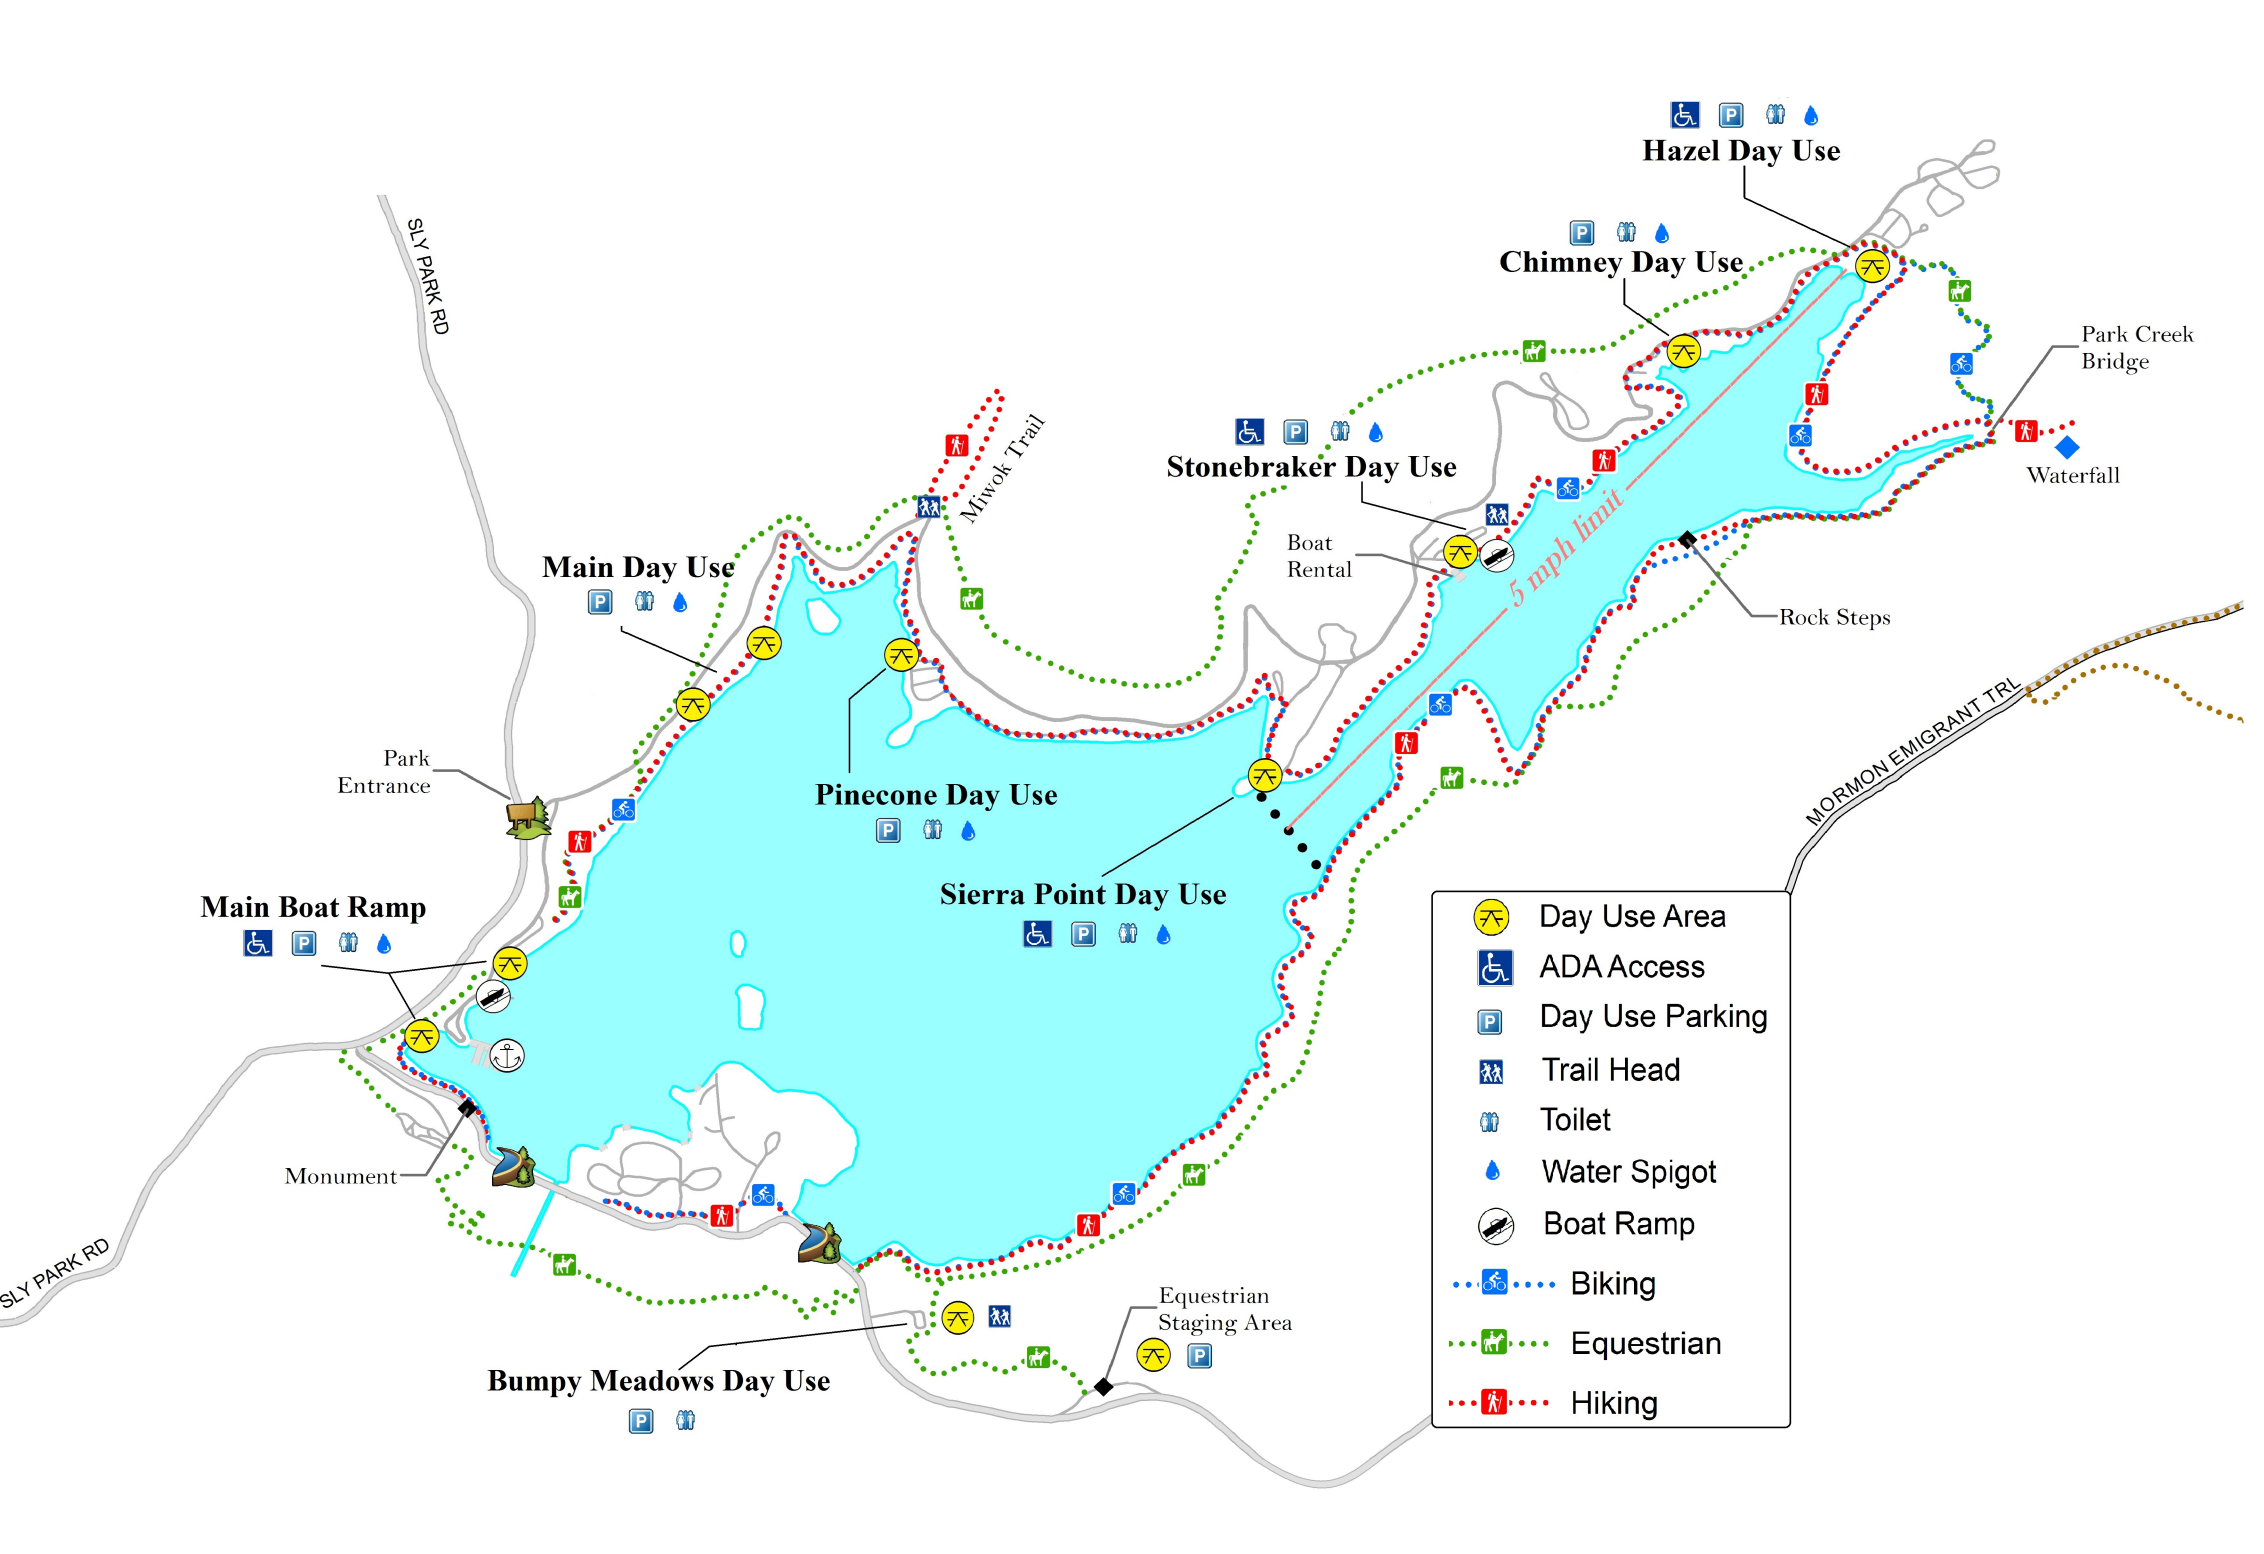 Hazel Day Use
Chimney Day Use
SLY PARK RD
Park Creek
Bridge
Stonebraker Day Use
Waterfall
Miwok Trail
Main Day Use
Boat
Rental
5 mph limit
Rock Steps
MORMON EMIGRANT TRL
Park
Entrance
Pinecone Day Use
Main Boat Ramp
Sierra Point Day Use
Monument
SLY PARK RD
Equestrian
Staging Area
Bumpy Meadows Day Use
Day Use Area
ADA Access
P Day Use Parking
Trail Head
Toilet
Water Spigot
Boat Ramp
Biking
Equestrian
Hiking
P
P
P
P
P
P
P
P
P